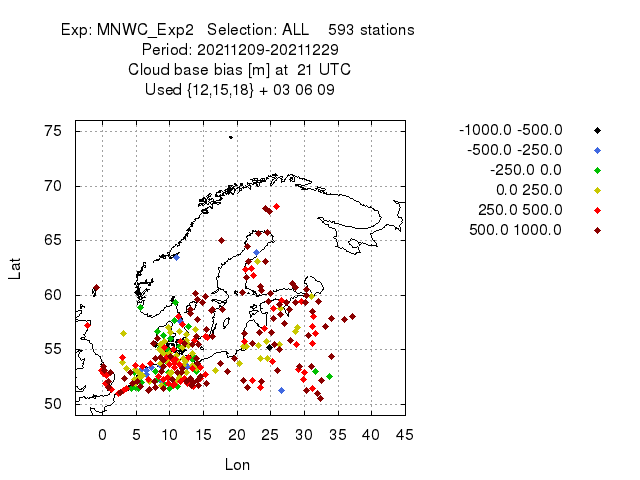 Exp: MNWC_Exp2   Selection: ALL    593 stations
Period: 20211209-20211229
Cloud base bias [m] at  21 UTC
Used {12,15,18} + 03 06 09
-1000.0 -500.0
-500.0 -250.0
-250.0 0.0
0.0 250.0
250.0 500.0
500.0 1000.0
75
70
65
60
55
50
Lat
0 5 10 15 20 25 30 35 40 45
Lon